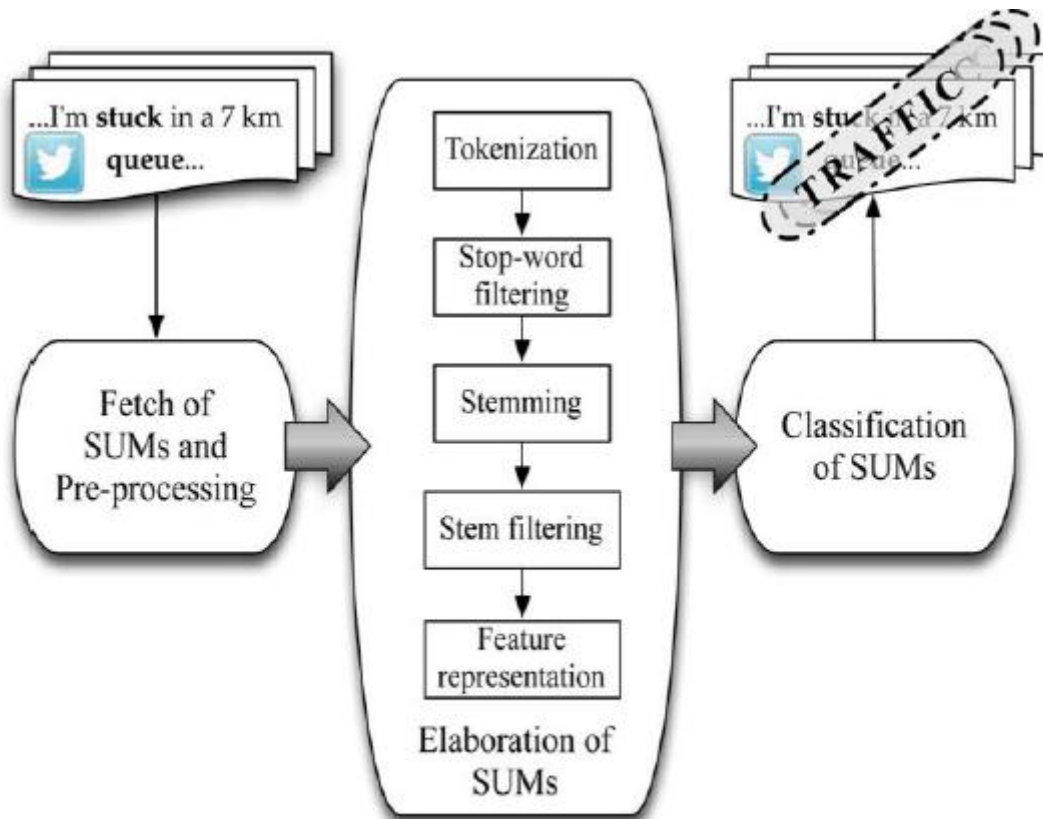 ...I'm stuck in a 7 km
queue...
Fetch of
SUMs and
Pre-processing
Tokenization
Stop-word
filtering
Stemming
Stem filtering
Feature
representation
Elaboration of
SUMs
...I'm stuck in a 7 km
queue...
TRAFFIC
Classification
of SUMs